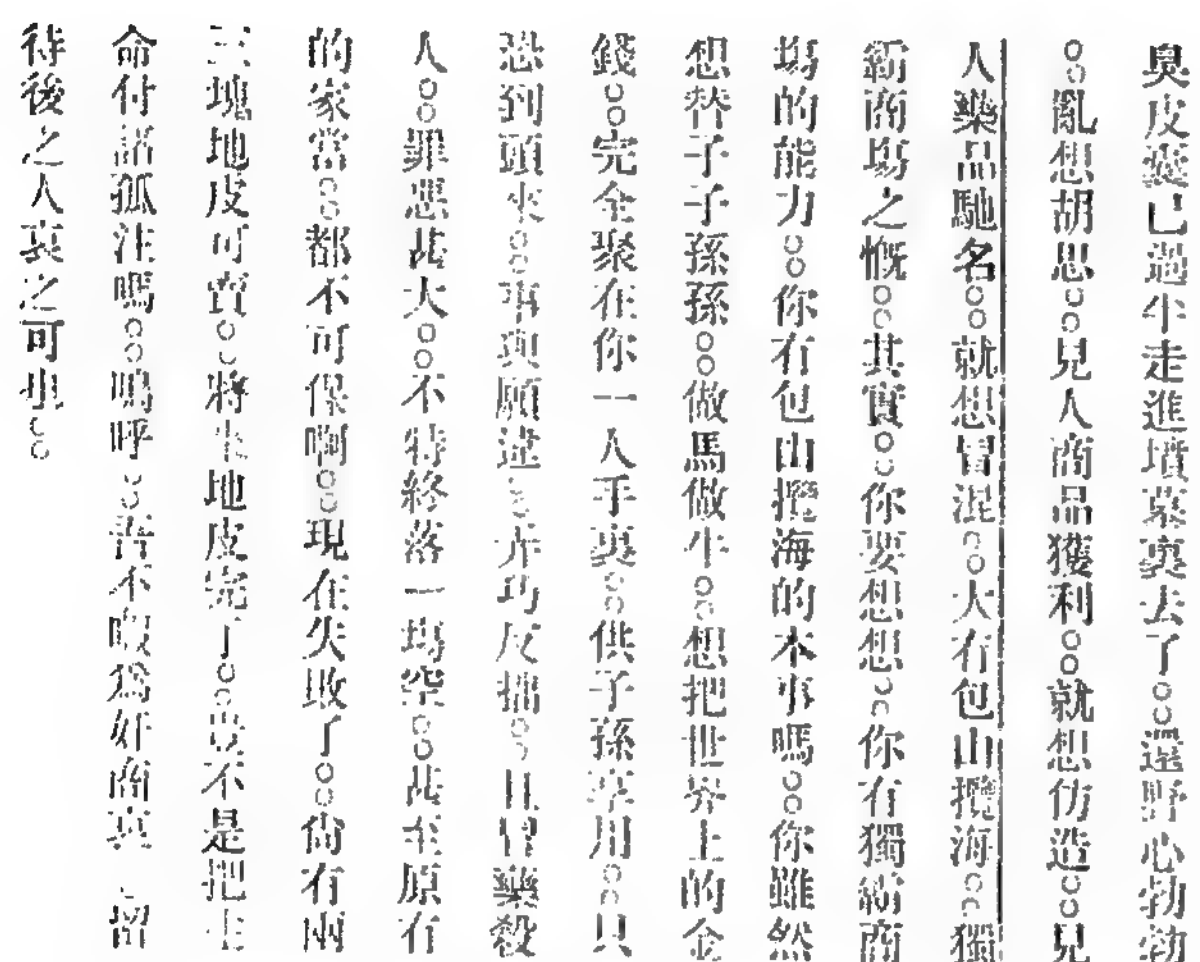 臭皮囊已過半走進墳墓裏去了。。還野心勃勃
。。亂想胡思。。見人商品獲利。。就想仿造。。見
人藥品馳名。。就想冒混。。大有包山攬海。。獨
霸商塲之慨。。其實。。你要想想。。你有獨霸商
塲的能力。。你有包山攬海的本事嗎。。你雖然
想替子子孫孫。。做馬做牛。。想把世界上的金
錢。。完全聚在你一人手裏。。供子孫享用。。只
恐到頭來。。事與願違。。弄巧反拙。。且冒藥殺
人。。罪惡甚大。。不特終落一塲空。。甚至原有
的家當。。都不可保啊。。現在失敗了。。尙有兩
三塊地皮可賣。。將來地皮完了。。豈不是把生
命付諸孤注嗎。。嗚呼。。吾不暇爲奸商哀 留
待後之人哀之可也。。